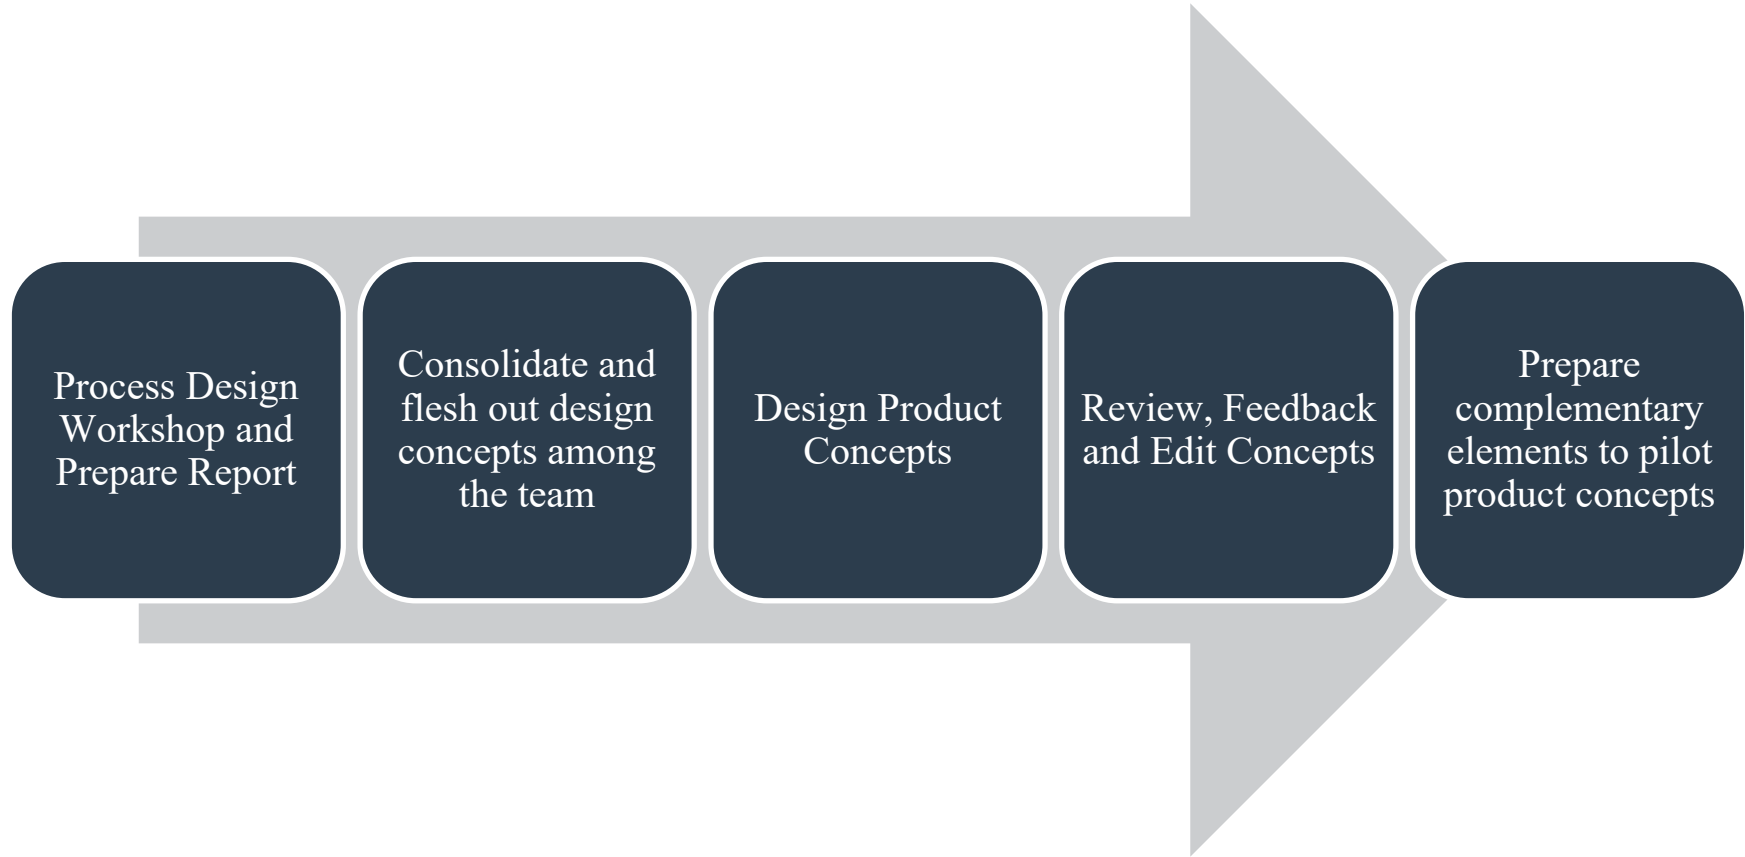 Process Design
Workshop and
Prepare Report
Consolidate and
flesh out design
concepts among
the team
Design Product
Concepts
Review, Feedback
and Edit Concepts
Prepare
complementary
elements to pilot
product concepts